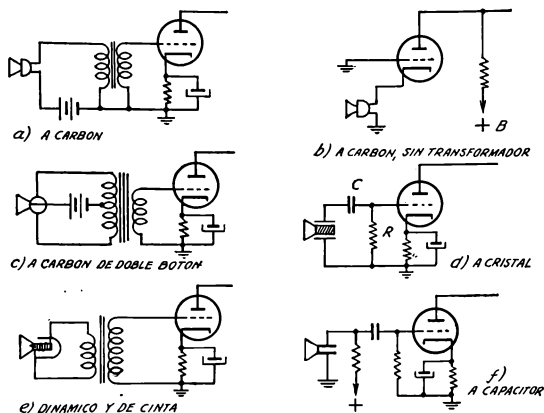 a) A CARBON
+ B
b) A CARBON, SIN TRANSFORMADOR
c) A CARBON DE DOBLE BOTON
C
R
d) A CRISTAL
e) DINAMICO Y DE CINTA
+
f)
A CAPACITOR